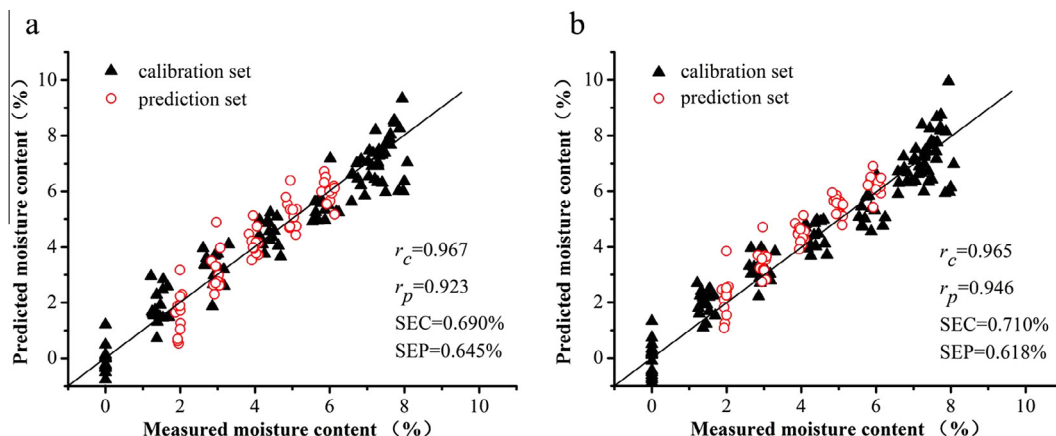 a
Predicted moisture content (%)
10
8
6
4
2
0
calibration set
prediction set
r_c=0.967
r_p=0.923
SEC=0.690%
SEP=0.645%
0 2 4 6 8 10
Measured moisture content (%)
b
Predicted moisture content (%)
10
8
6
4
2
0
calibration set
prediction set
r_c=0.965
r_p=0.946
SEC=0.710%
SEP=0.618%
0 2 4 6 8 10
Measured moisture content (%)